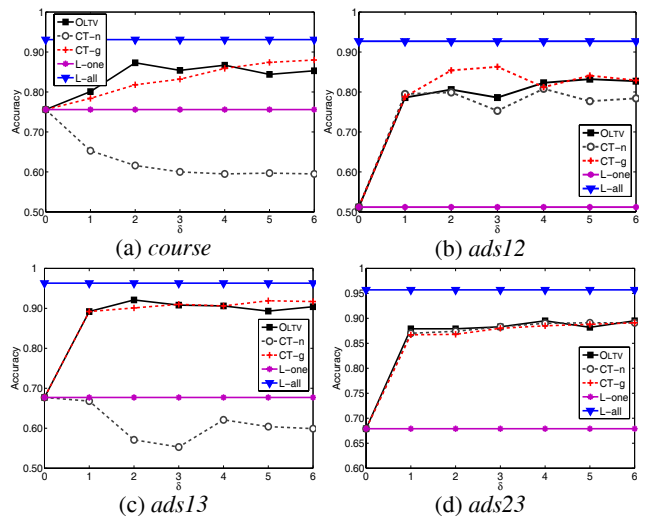 1
0.90
0.80
0.70
0.60
0.50
Accuracy
OLTV
CT-n
CT-g
L-one
L-all
0 1 2 3 4 5 6
δ
(a) course
1
0.90
0.80
0.70
0.60
0.50
Accuracy
OLTV
CT-n
CT-g
L-one
L-all
0 1 2 3 4 5 6
δ
(b) ads12
1
0.90
0.80
0.70
0.60
0.50
Accuracy
OLTV
CT-n
CT-g
L-one
L-all
0 1 2 3 4 5 6
δ
(c) ads13
1
0.95
0.90
0.85
0.80
0.75
0.70
0.65
0.60
Accuracy
OLTV
CT-n
CT-g
L-one
L-all
0 1 2 3 4 5 6
δ
(d) ads23